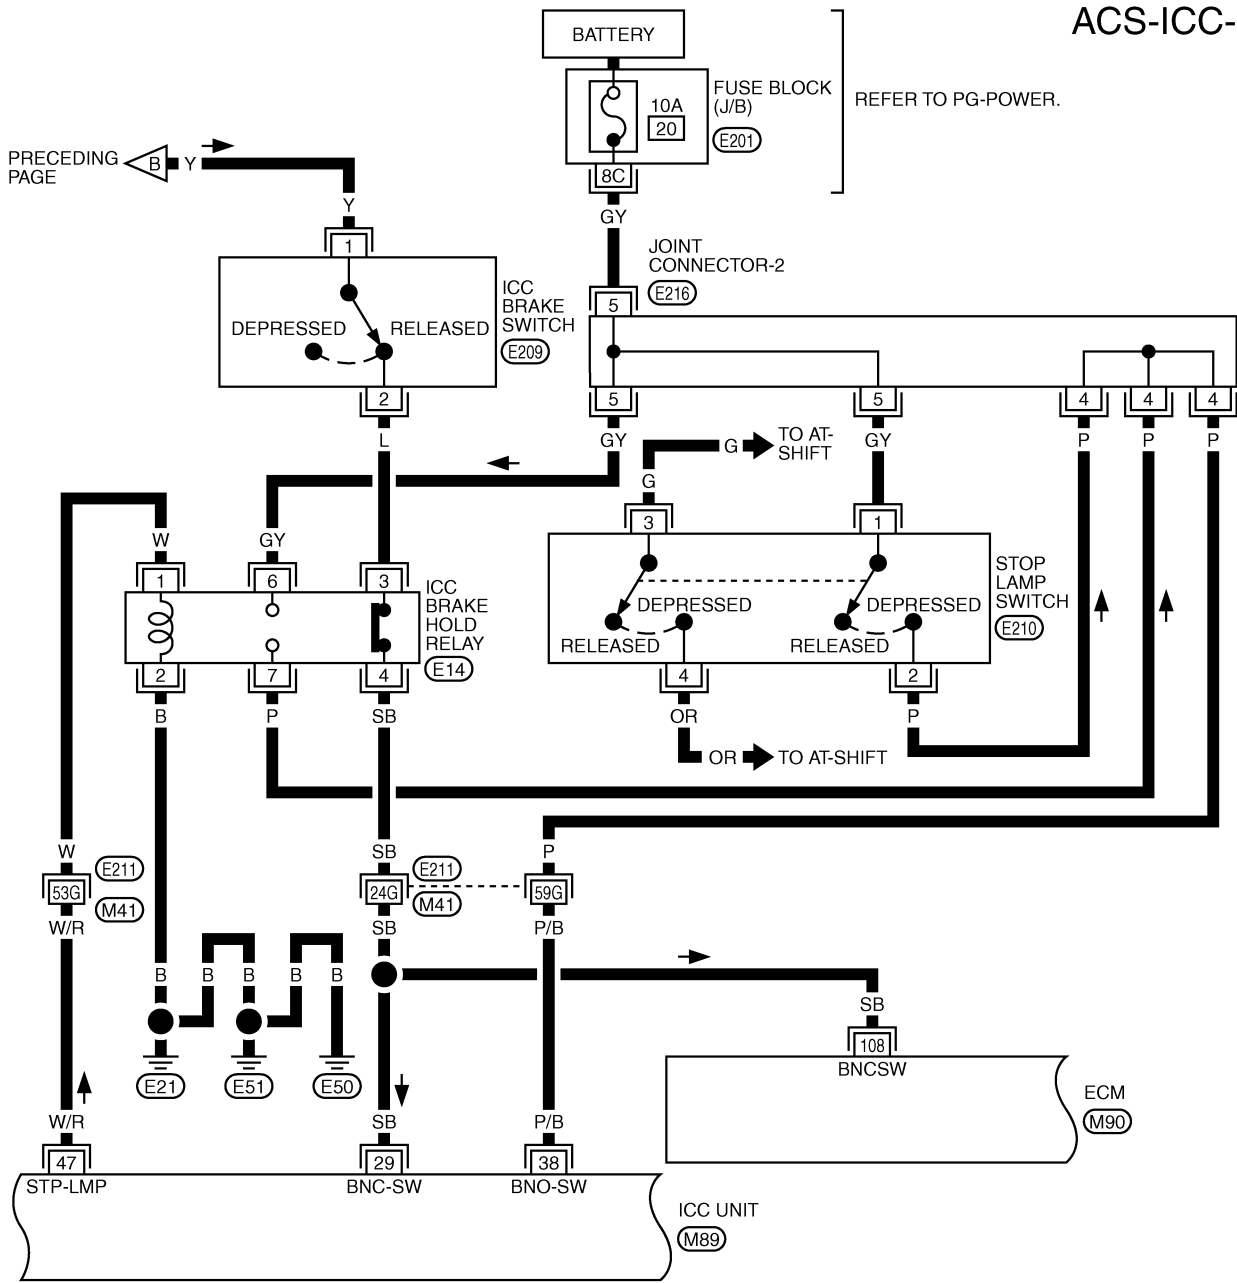 ACS-ICC-
BATTERY
10A
20
FUSE BLOCK
(J/B)
E201
REFER TO PG-POWER.
8C
GY
PRECEDING
PAGE
B
Y
Y
1
JOINT
CONNECTOR-2
E216
5
ICC
BRAKE
SWITCH
E209
DEPRESSED
RELEASED
2
5
5
4
4
4
L
GY
GY
P
P
P
G
TO AT-
SHIFT
G
3
1
W
GY
1
6
3
ICC
BRAKE
HOLD
RELAY
E14
STOP
LAMP
SWITCH
E210
DEPRESSED
RELEASED
DEPRESSED
RELEASED
2
7
4
4
2
B
P
SB
OR
P
OR
TO AT-SHIFT
W
SB
P
E211
E211
53G
24G
59G
M41
M41
W/R
SB
P/B
B
B
B
B
B
SB
108
BNCSW
E21
E51
E50
ECM
M90
W/R
SB
P/B
47
29
38
STP-LMP
BNC-SW
BNO-SW
ICC UNIT
M89